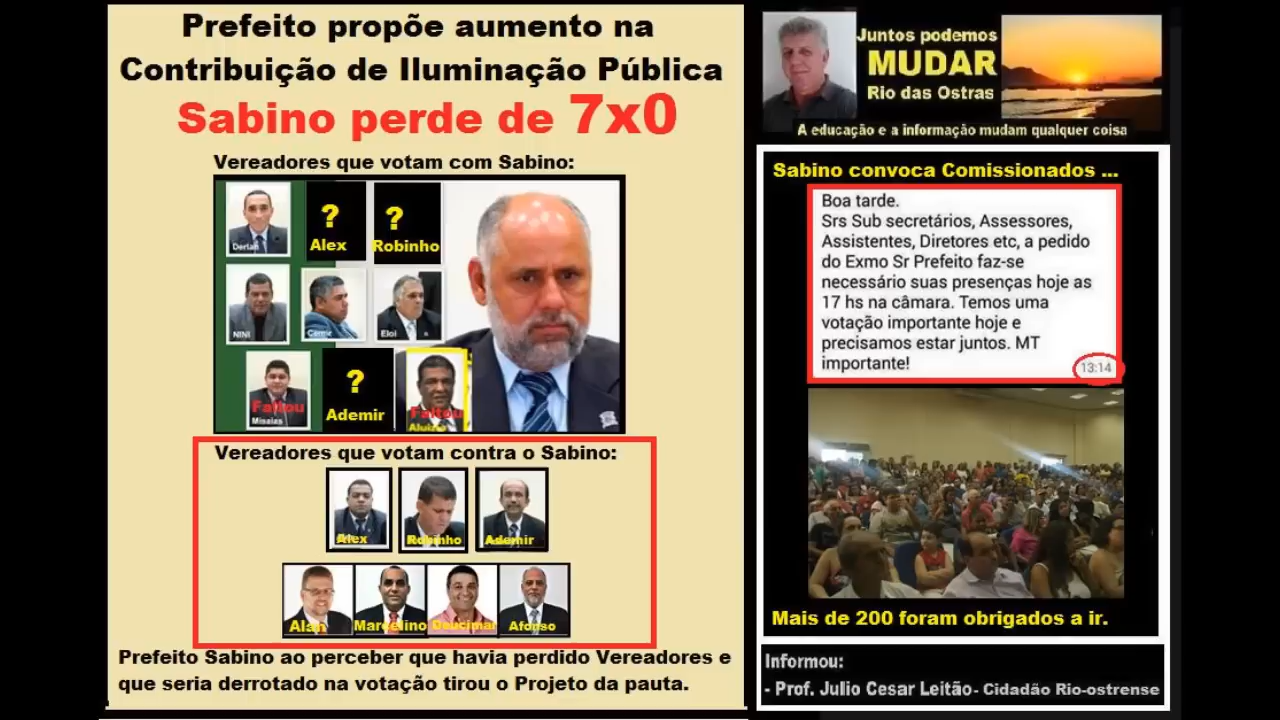 Prefeito propõe aumento na
Contribuição de Iluminação Pública
Sabino perde de 7x0
Vereadores que votam com Sabino:
Derlan
?
Alex
?
Robinho
NINI
Cemir
Eloi
Faltou
Misaias
?
Ademir
Faltou
Aluizio
Vereadores que votam contra o Sabino:
Alex
Robinho
Ademir
Alan
Marcelino
Deucimar
Afonso
Prefeito Sabino ao perceber que havia perdido Vereadores e
que seria derrotado na votação tirou o Projeto da pauta.
Juntos podemos
MUDAR
Rio das Ostras
A educação e a informação mudam qualquer coisa
Sabino convoca Comissionados ...
Boa tarde.
Srs Sub secretários, Assessores,
Assistentes, Diretores etc, a pedido
do Exmo Sr Prefeito faz-se
necessário suas presenças hoje as
17 hs na câmara. Temos uma
votação importante hoje e
precisamos estar juntos. MT
importante!
13:14
Mais de 200 foram obrigados a ir.
Informou:
- Prof. Julio Cesar Leitão - Cidadão Rio-ostrense